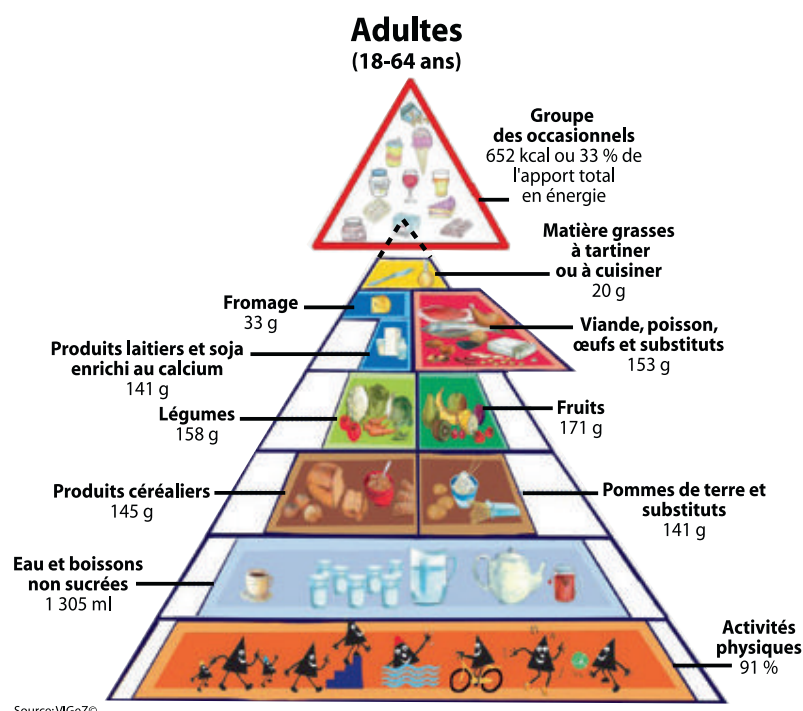 Adultes
(18-64 ans)
Groupe
des occasionnels
652 kcal ou 33 % de
l'apport total
en énergie
Matière grasses
à tartiner
ou à cuisiner
20 g
Fromage
33 g
Viande, poisson,
œufs et substituts
153 g
Produits laitiers et soja
enrichi au calcium
141 g
Légumes
158 g
Fruits
171 g
Produits céréaliers
145 g
Pommes de terre et
substituts
141 g
Eau et boissons
non sucrées
1 305 ml
Activités
physiques
91 %
Source: VIGeZ©